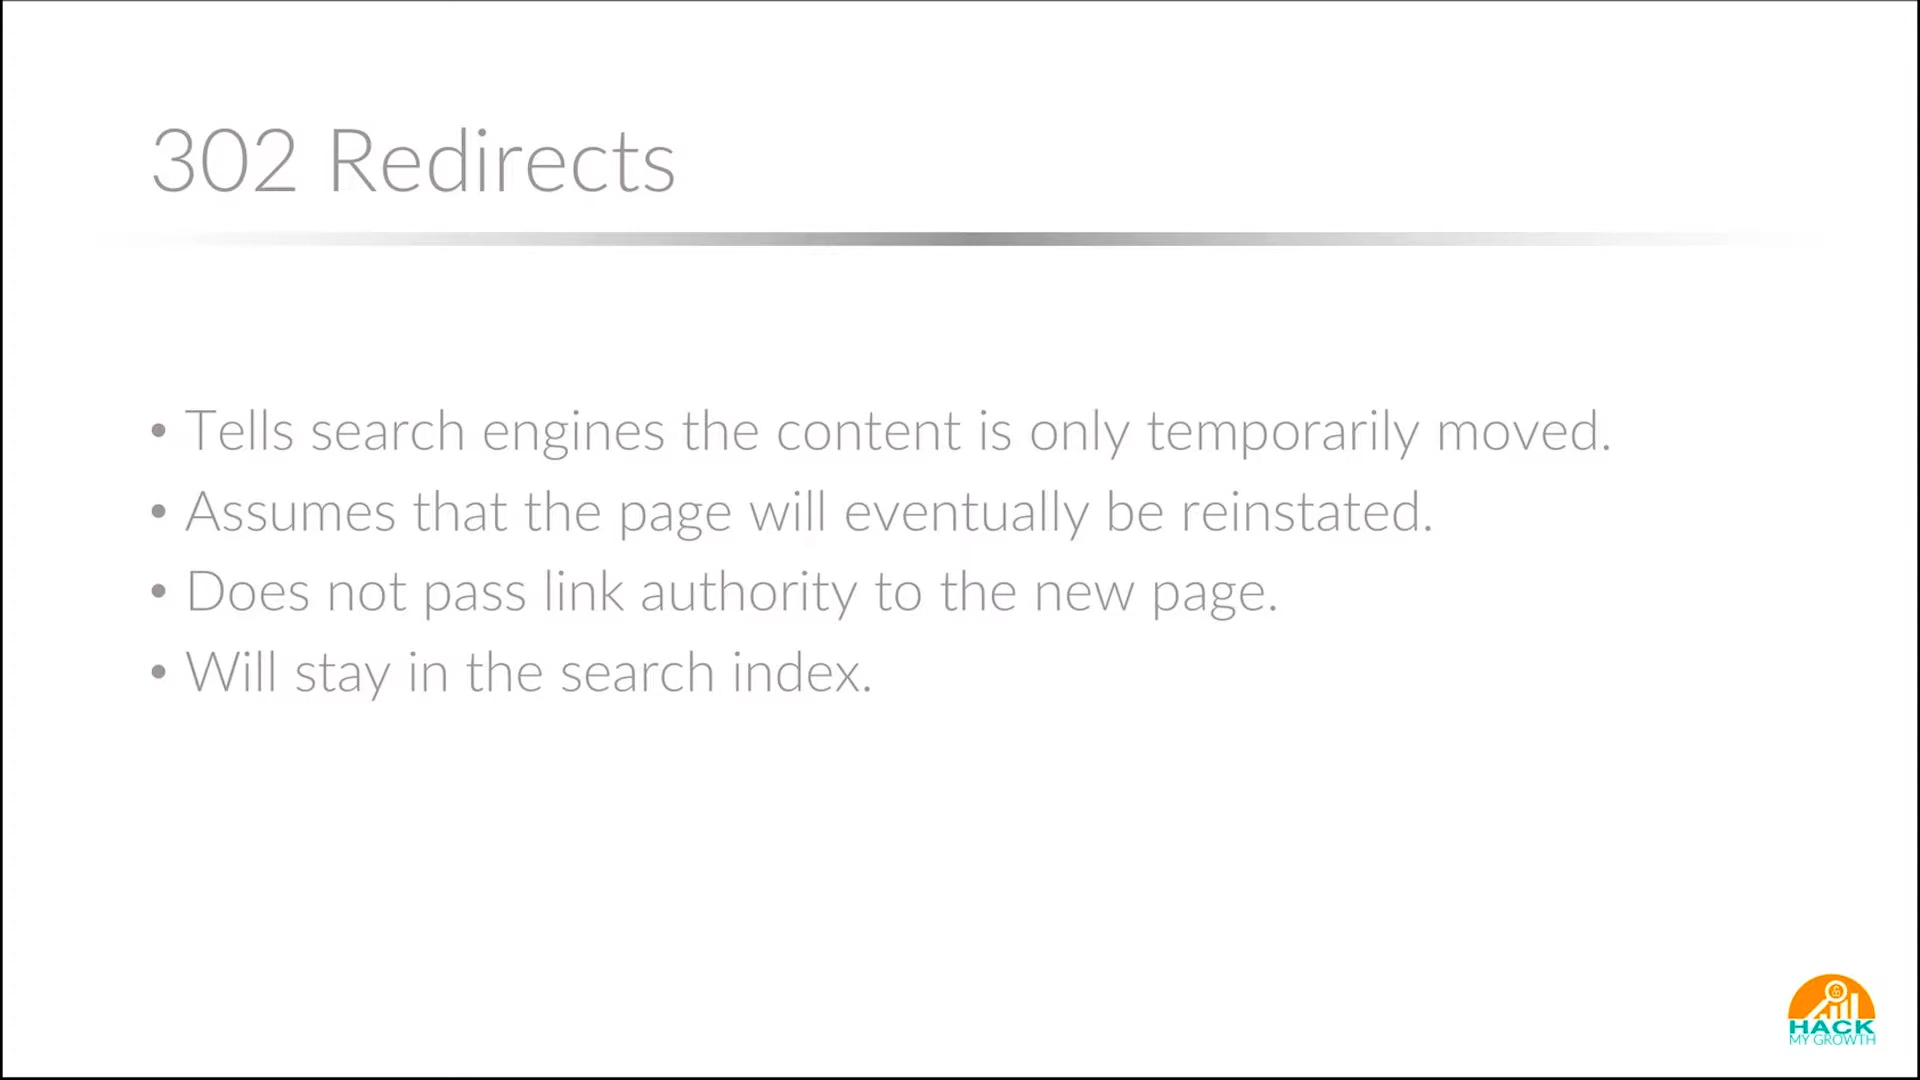 302 Redirects
• Tells search engines the content is only temporarily moved.
• Assumes that the page will eventually be reinstated.
• Does not pass link authority to the new page.
• Will stay in the search index.
HACK
MY GROWTH